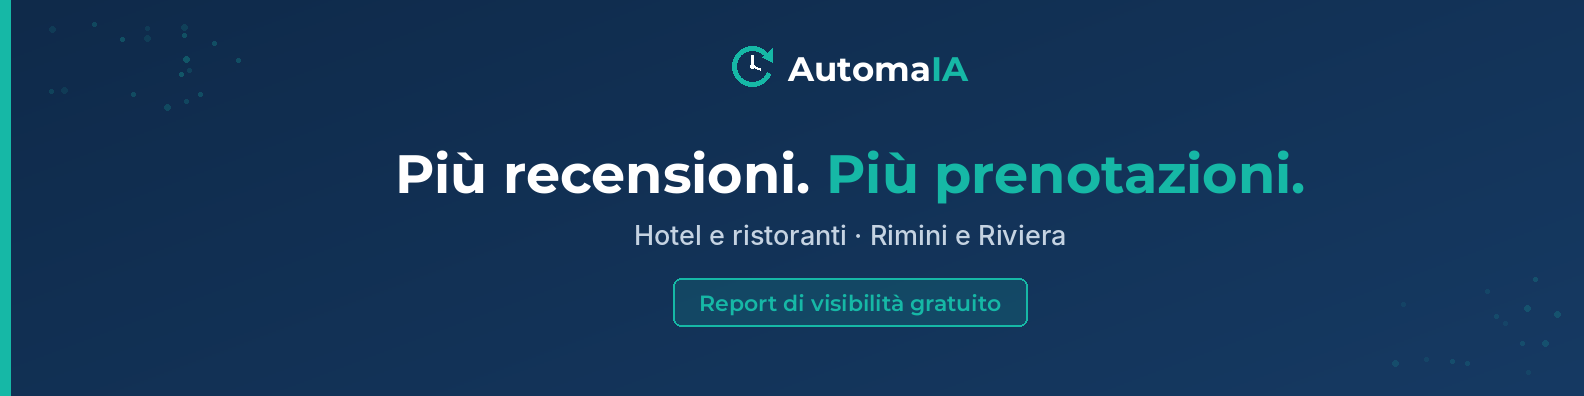 AutomaIA
Più recensioni. Più prenotazioni.
Hotel e ristoranti · Rimini e Riviera
Report di visibilità gratuito